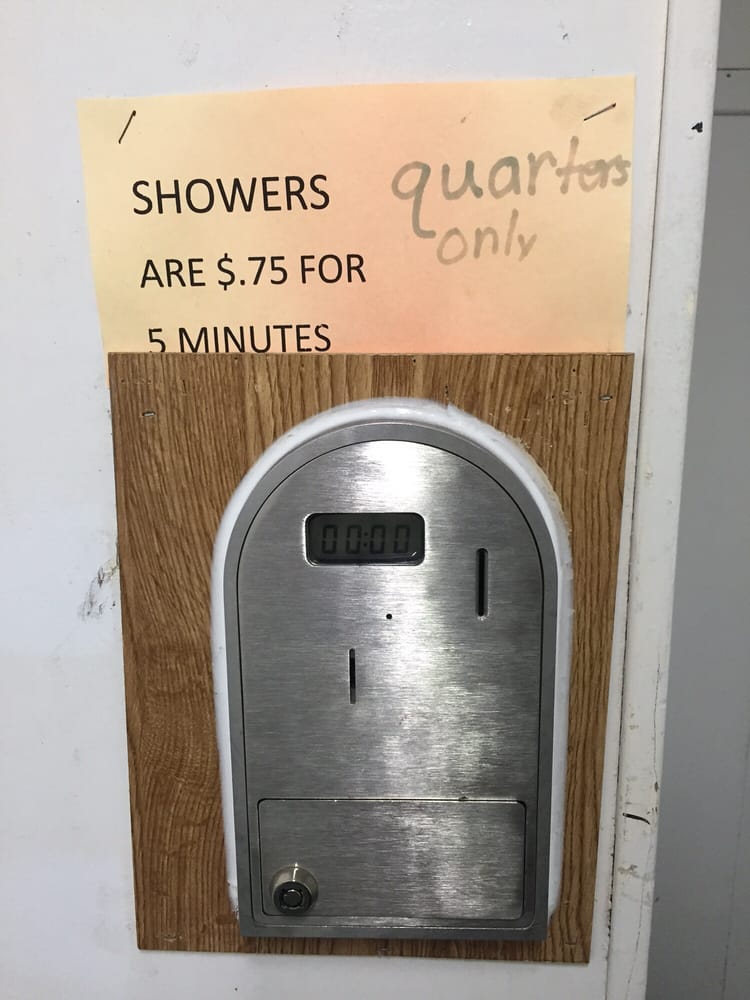 SHOWERS
quarters
only
ARE $.75 FOR
5 MINUTES
00:00